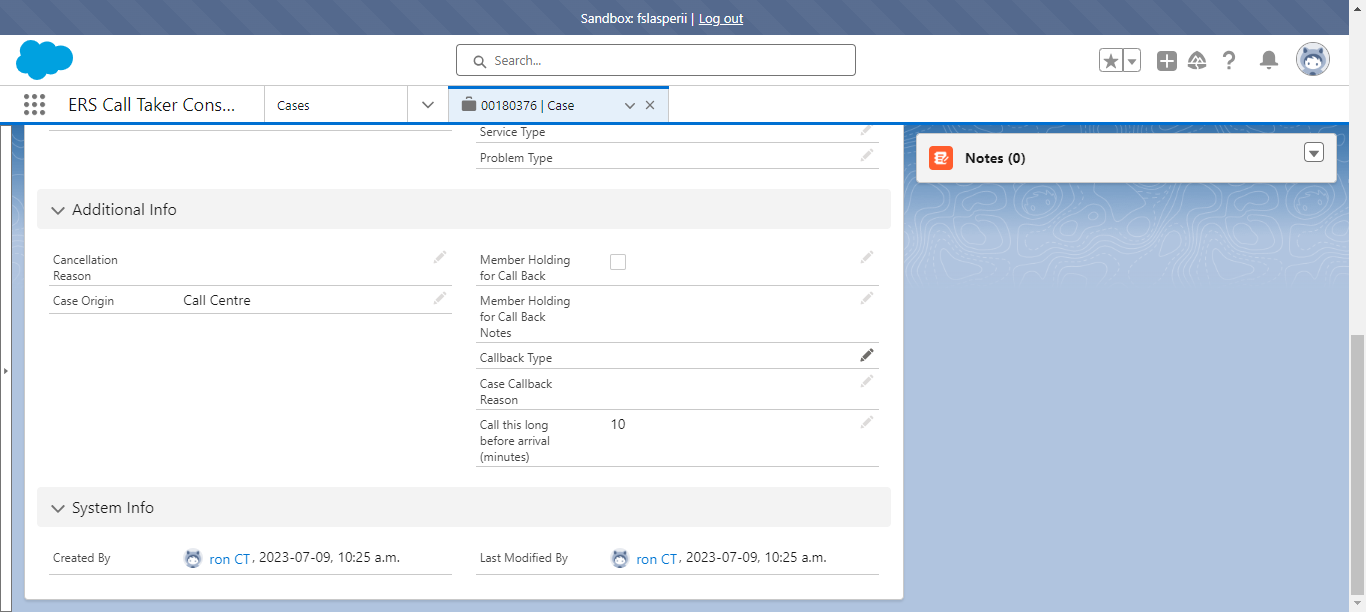 Sandbox: fslasperii | Log out
Search...
ERS Call Taker Cons...
Cases
00180376 | Case
Service Type
Problem Type
Notes (0)
Additional Info
Cancellation
Reason
Case Origin
Call Centre
Member Holding
for Call Back
Member Holding
for Call Back
Notes
Callback Type
Case Callback
Reason
Call this long
before arrival
(minutes)
10
System Info
Created By
ron CT, 2023-07-09, 10:25 a.m.
Last Modified By
ron CT, 2023-07-09, 10:25 a.m.